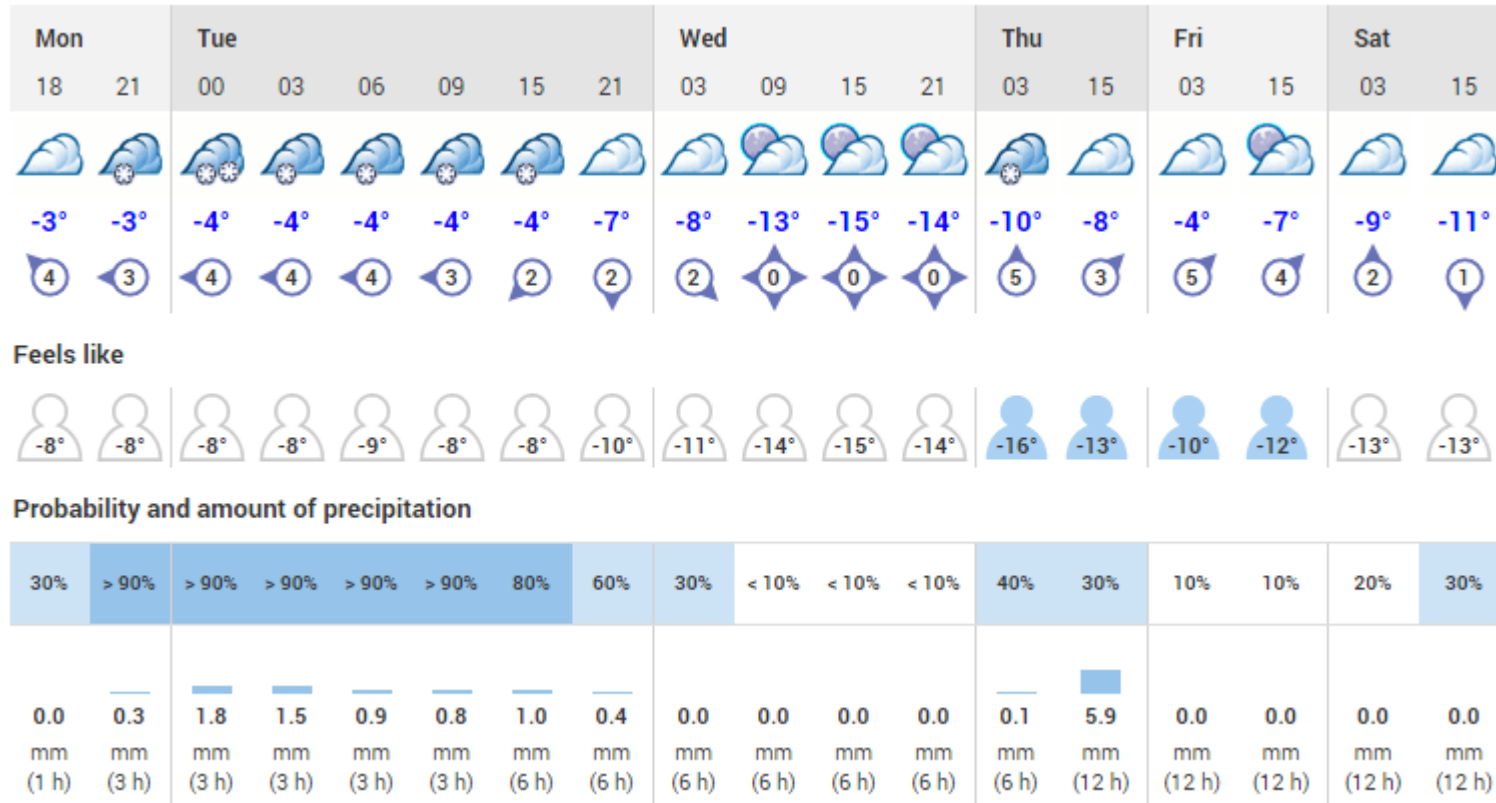 Mon Tue Wed Thu Fri Sat
18 21 00 03 06 09 15 21 03 09 15 21 03 15 03 15 03 15
-3° -3° -4° -4° -4° -4° -4° -7° -8° -13° -15° -14° -10° -8° -4° -7° -9° -11°
4 3 4 4 4 3 2 2 2 0 0 0 5 3 5 4 2 1
Feels like
-8° -8° -8° -8° -9° -8° -8° -10° -11° -14° -15° -14° -16° -13° -10° -12° -13° -13°
Probability and amount of precipitation
30% > 90% > 90% > 90% > 90% > 90% 80% 60% 30% < 10% < 10% < 10% 40% 30% 10% 10% 20% 30%
0.0 0.3 1.8 1.5 0.9 0.8 1.0 0.4 0.0 0.0 0.0 0.0 0.1 5.9 0.0 0.0 0.0 0.0
mm mm mm mm mm mm mm mm mm mm mm mm mm mm mm mm mm mm
(1 h) (3 h) (3 h) (3 h) (3 h) (3 h) (6 h) (6 h) (6 h) (6 h) (6 h) (6 h) (6 h) (12 h) (12 h) (12 h) (12 h) (12 h)